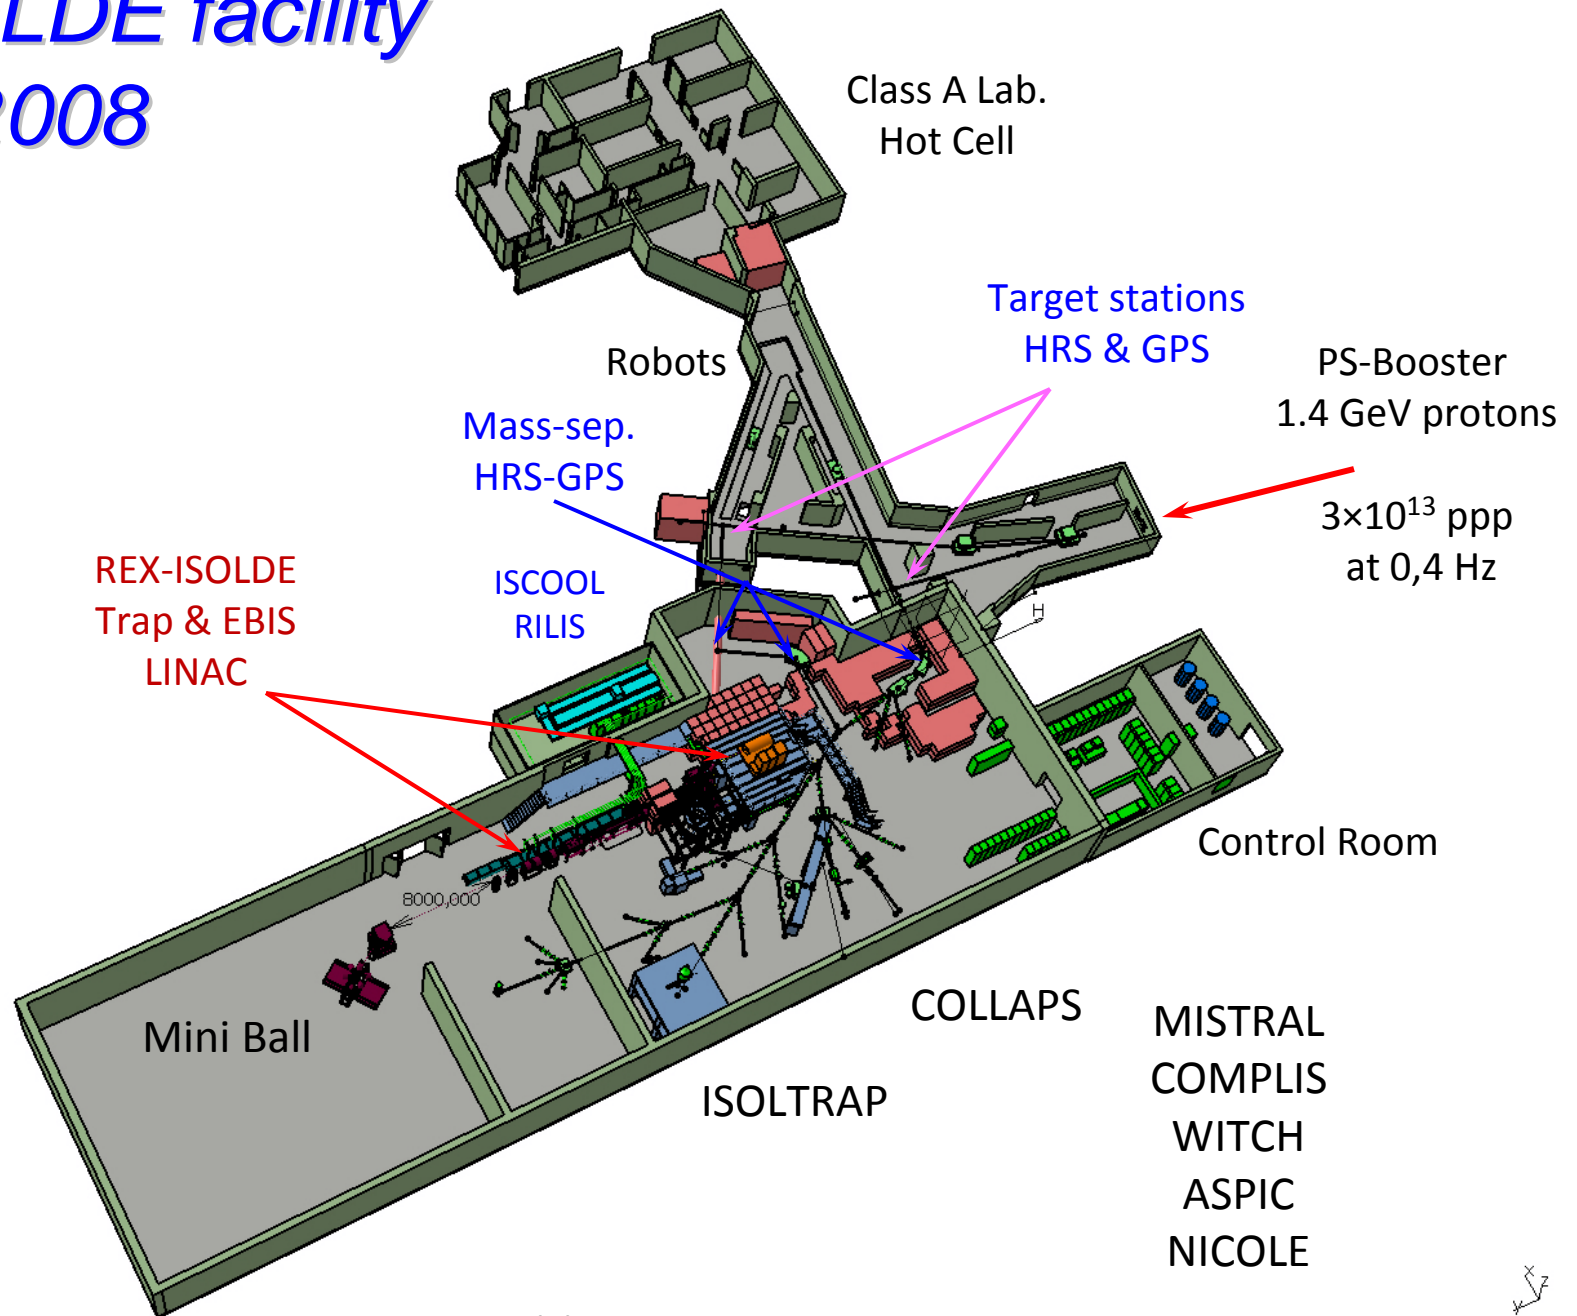 LDE facility
2008
Class A Lab.
Hot Cell
Target stations
HRS & GPS
Robots
PS-Booster
1.4 GeV protons
Mass-sep.
HRS-GPS
3×10¹³ ppp
at 0,4 Hz
REX-ISOLDE
Trap & EBIS
LINAC
ISCOOL
RILIS
H
Control Room
8000,000
Mini Ball
COLLAPS
ISOLTRAP
MISTRAL
COMPLIS
WITCH
ASPIC
NICOLE
X
Z
Y